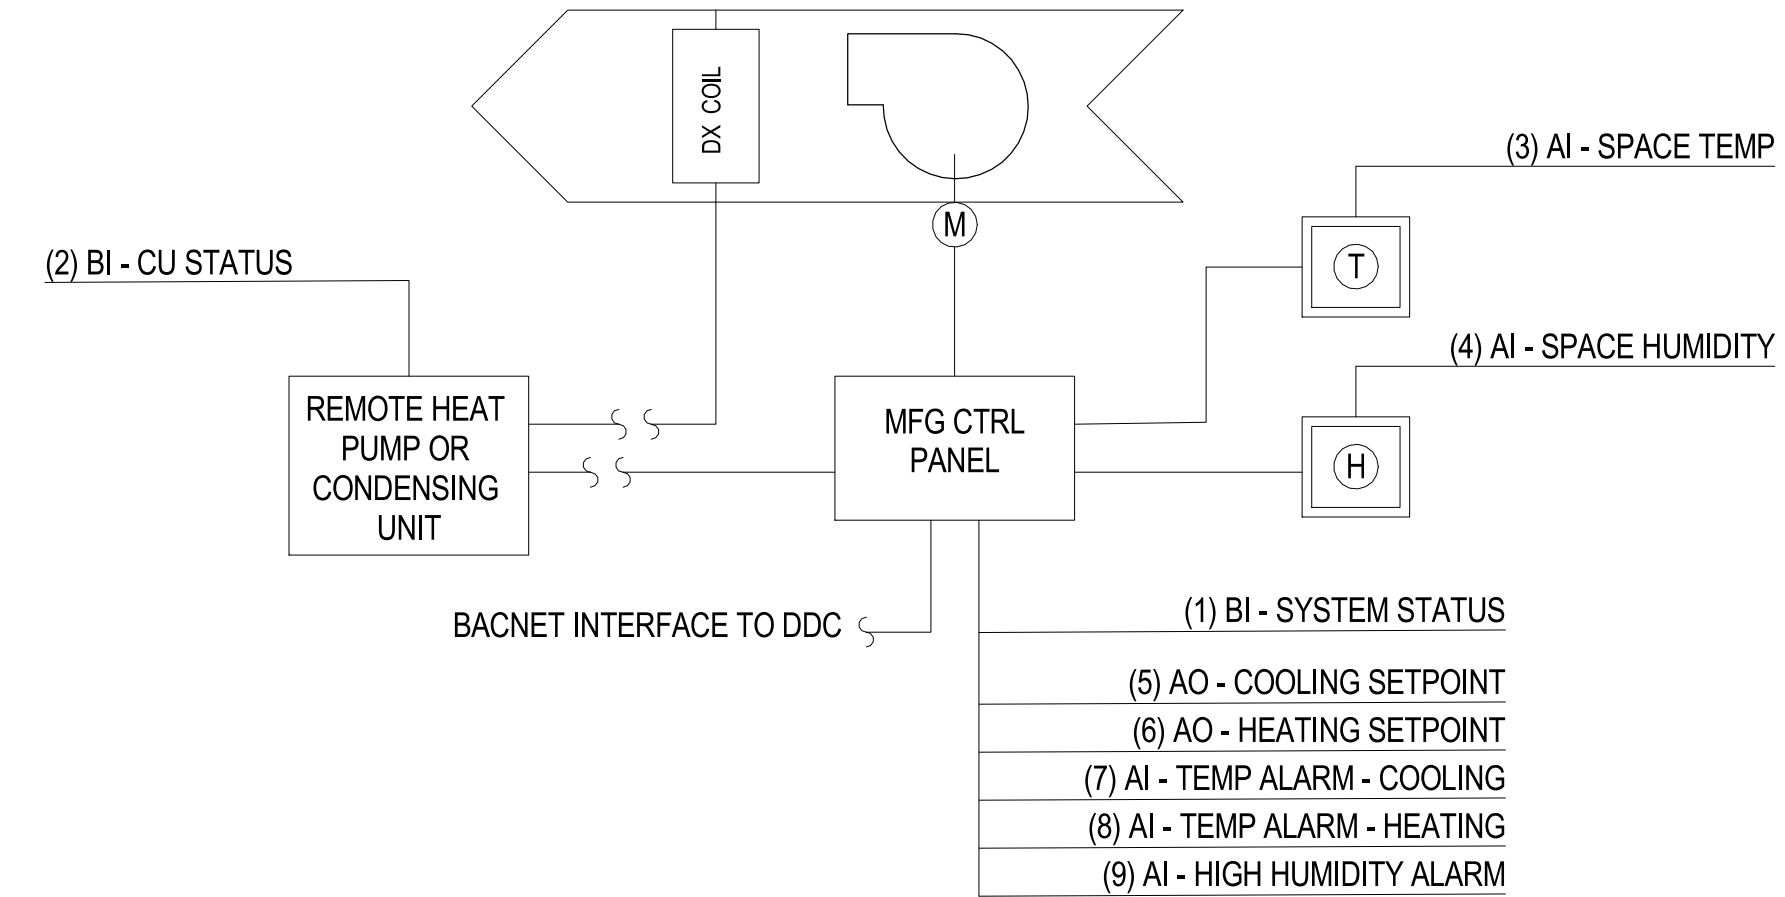 DX COIL
(3) AI - SPACE TEMP
M
(2) BI - CU STATUS
T
(4) AI - SPACE HUMIDITY
REMOTE HEAT
PUMP OR
CONDENSING
UNIT
MFG CTRL
PANEL
H
BACNET INTERFACE TO DDC
(1) BI - SYSTEM STATUS
(5) AO - COOLING SETPOINT
(6) AO - HEATING SETPOINT
(7) AI - TEMP ALARM - COOLING
(8) AI - TEMP ALARM - HEATING
(9) AI - HIGH HUMIDITY ALARM